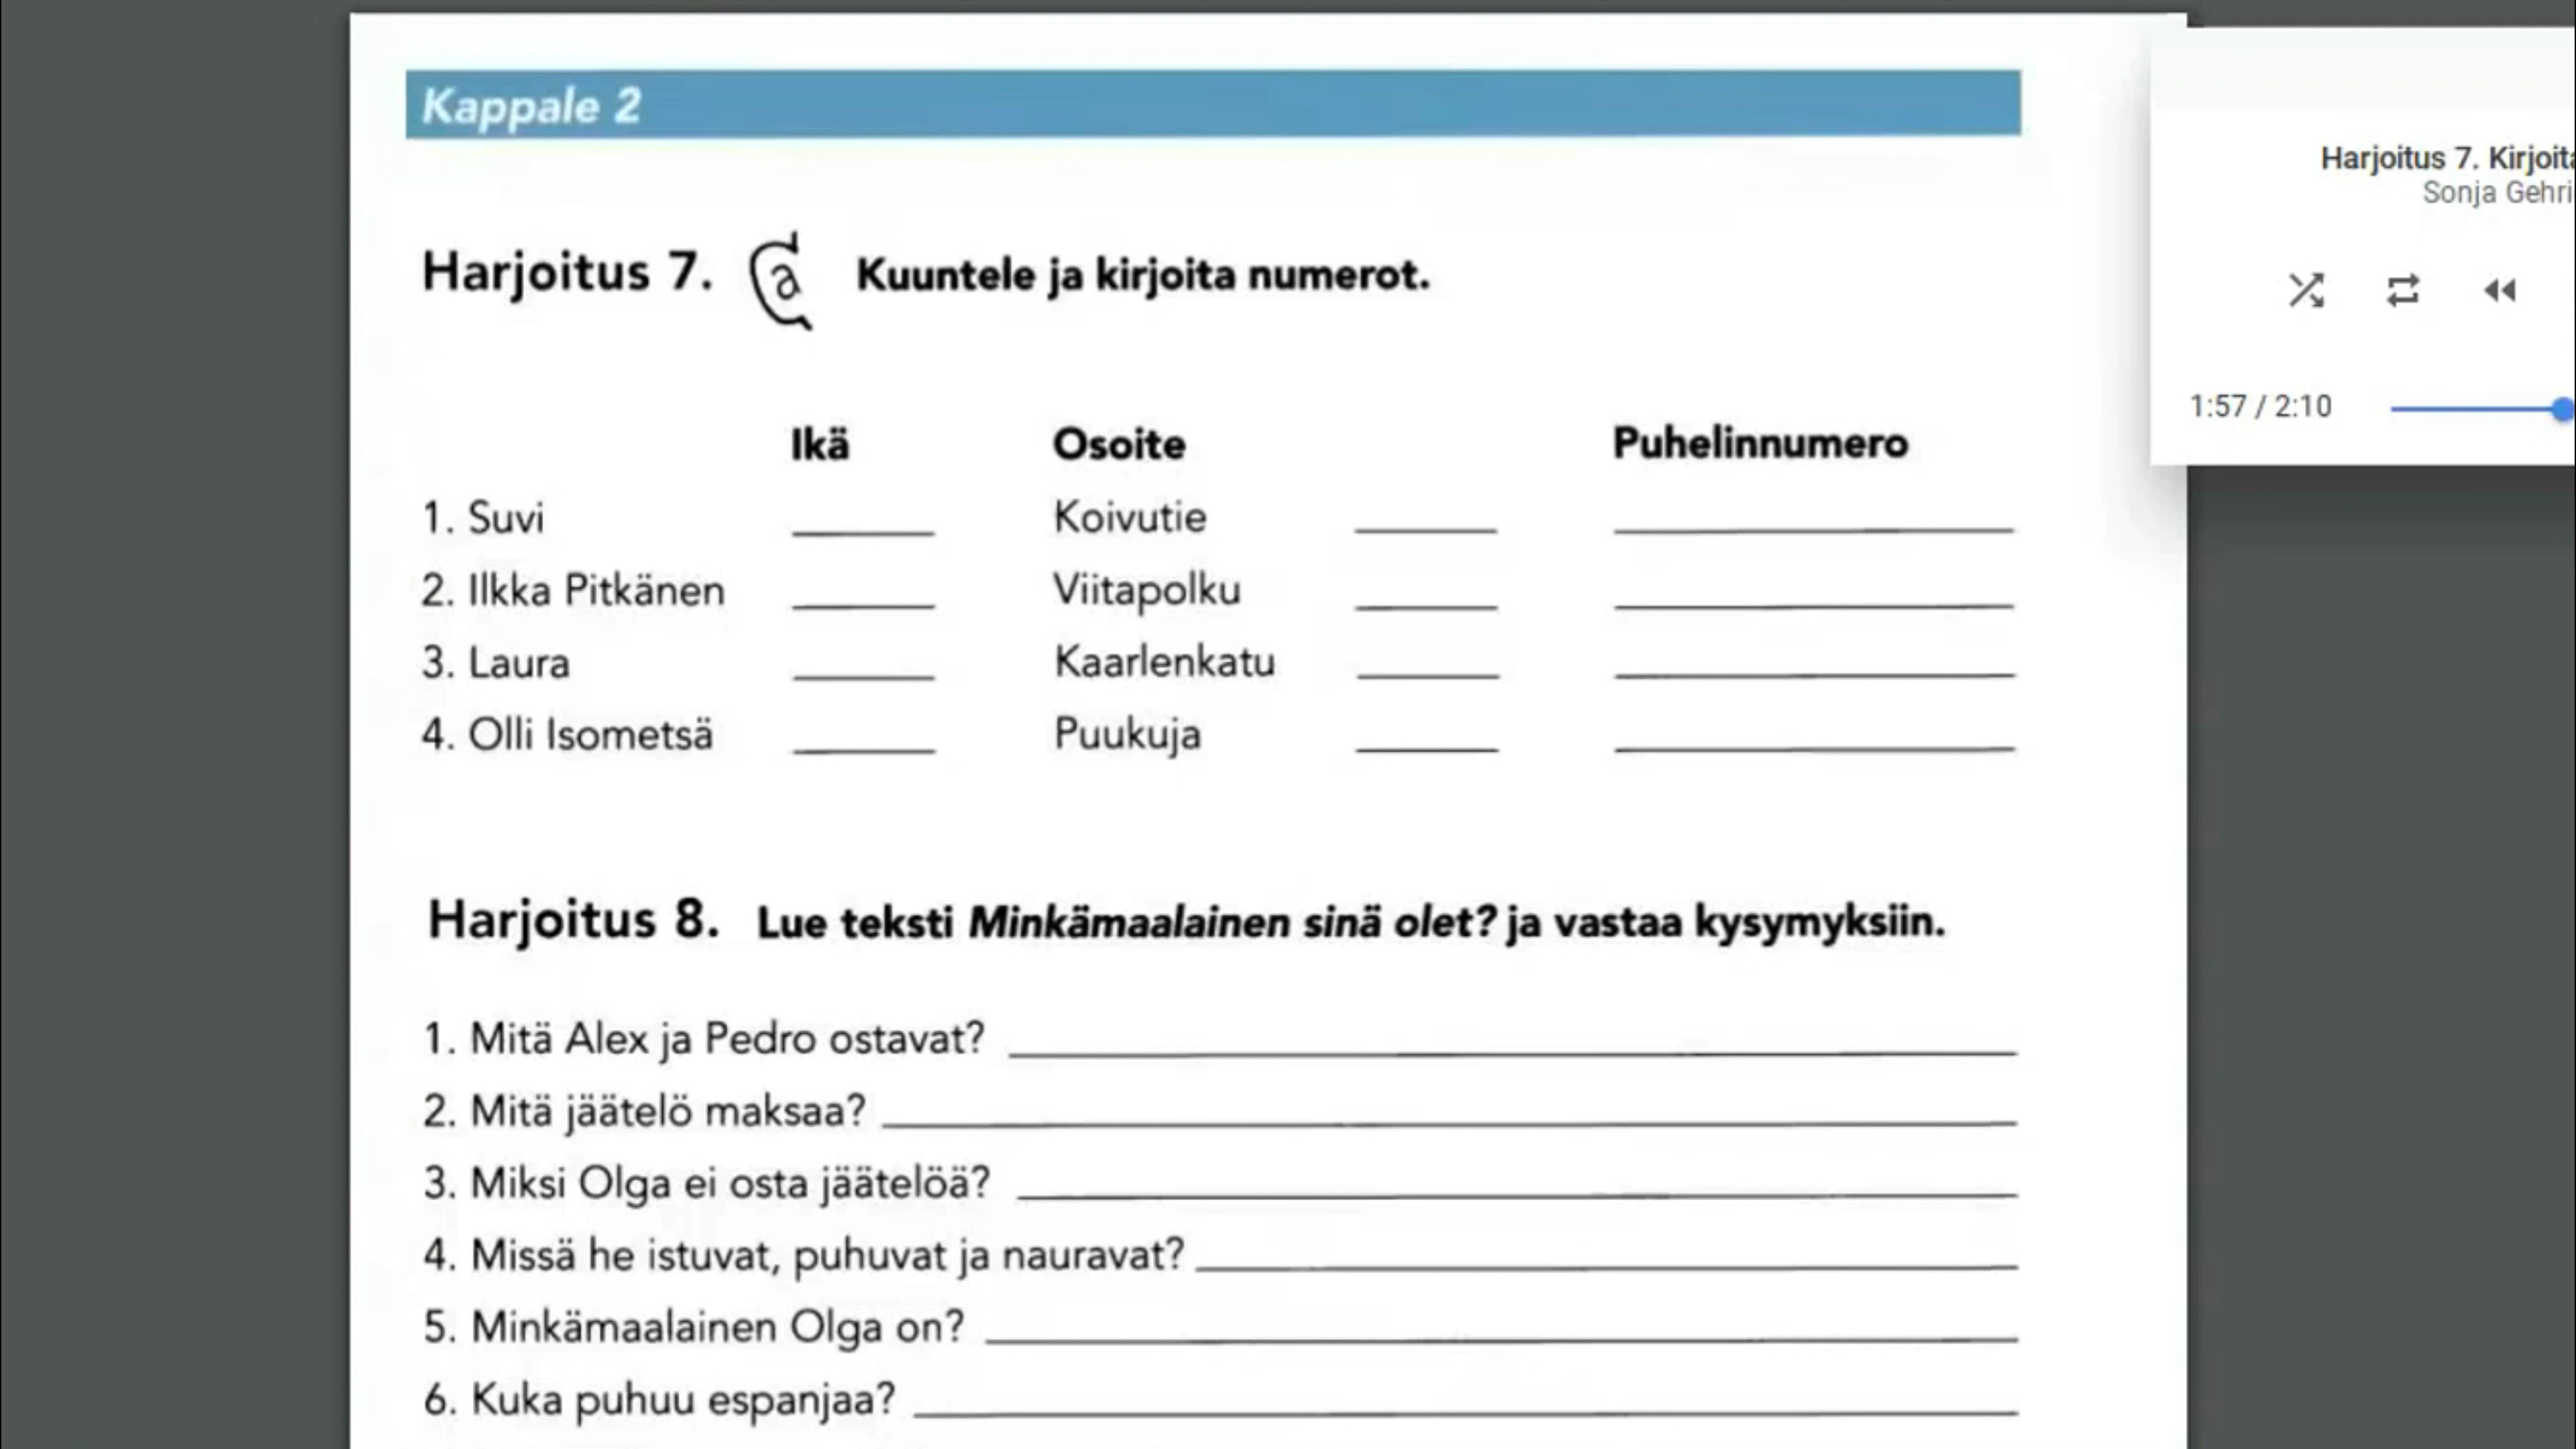 Kappale 2
Harjoitus 7. a Kuuntele ja kirjoita numerot.
Ikä Osoite Puhelinnumero
1. Suvi Koivutie
2. Ilkka Pitkänen Viitapolku
3. Laura Kaarlenkatu
4. Olli Isometsä Puukuja
Harjoitus 8. Lue teksti Minkämaalainen sinä olet? ja vastaa kysymyksiin.
1. Mitä Alex ja Pedro ostavat?
2. Mitä jäätelö maksaa?
3. Miksi Olga ei osta jäätelöä?
4. Missä he istuvat, puhuvat ja nauravat?
5. Minkämaalainen Olga on?
6. Kuka puhuu espanjaa?
Harjoitus 7.
Sonja
1:57 / 2:10